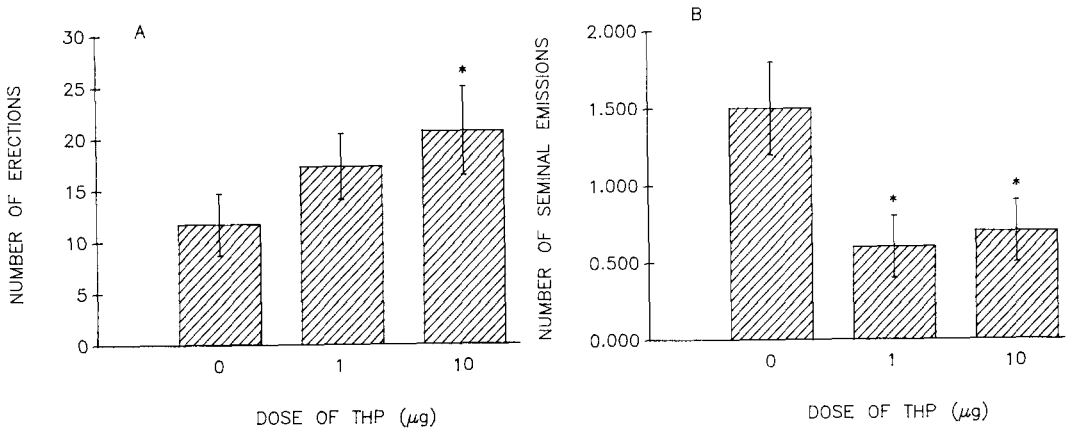 A
NUMBER OF ERECTIONS
30
25
20
15
10
5
0
*
0 1 10
DOSE OF THP (μg)
B
NUMBER OF SEMINAL EMISSIONS
2.000
1.500
1.000
0.500
0.000
*
*
0 1 10
DOSE OF THP (μg)